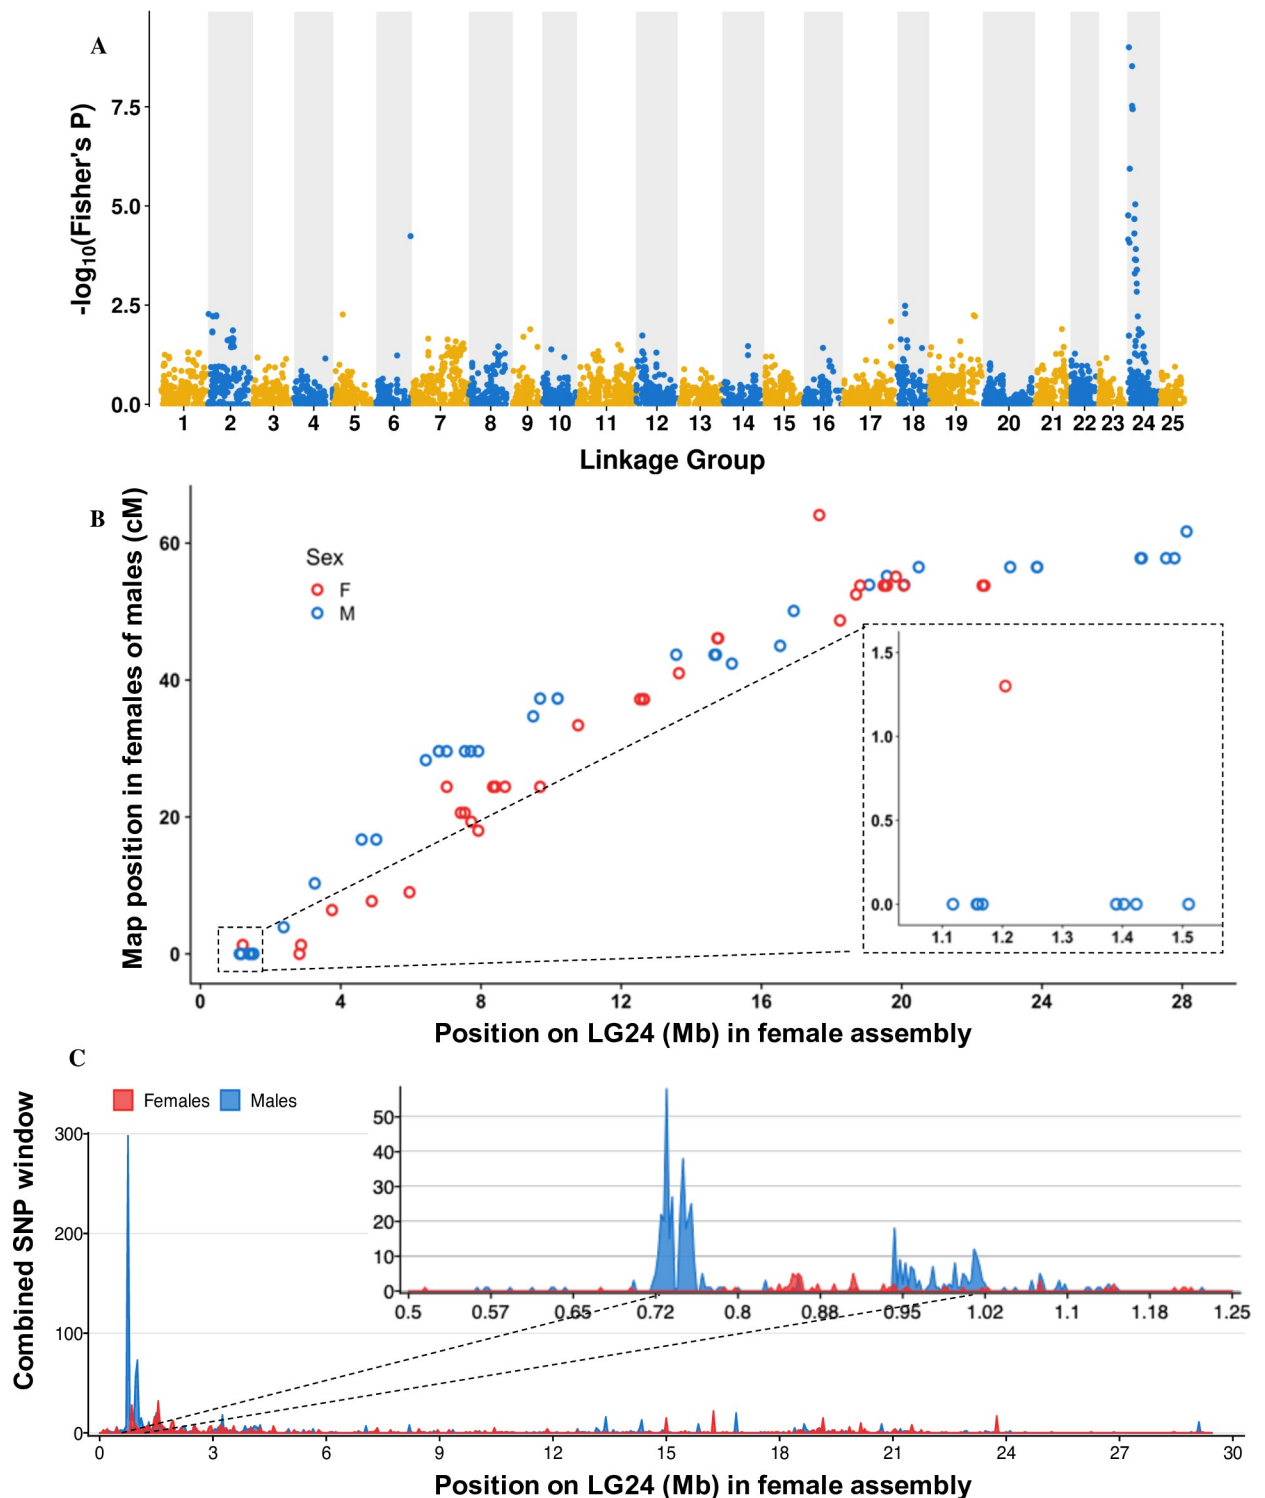 A
-log10(Fisher's P)
7.5
5.0
2.5
0.0
1 2 3 4 5 6 7 8 9 10 11 12 13 14 15 16 17 18 19 20 21 22 23 24 25
Linkage Group
B
Map position in females of males (cM)
60
40
20
0
Sex
F
M
1.5
1.0
0.5
0.0
1.1 1.2 1.3 1.4 1.5
0 4 8 12 16 20 24 28
Position on LG24 (Mb) in female assembly
C
Females Males
Combined SNP window
300
200
100
0
50
40
30
20
10
0
0.5 0.57 0.65 0.72 0.8 0.88 0.95 1.02 1.1 1.18 1.25
0 3 6 9 12 15 18 21 24 27 30
Position on LG24 (Mb) in female assembly